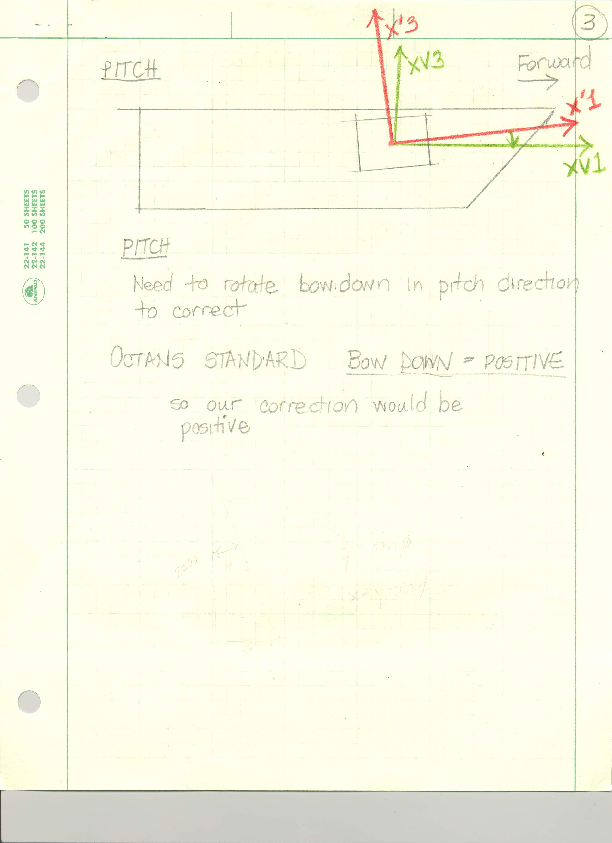 3
X'3
XV3
PITCH
Forward
X'1
XV1
22-141 50 SHEETS
22-142 100 SHEETS
22-144 200 SHEETS
PITCH
Need to rotate bow down in pitch direction
to correct
OCTANS STANDARD BOW DOWN = POSITIVE
so our correction would be
positive